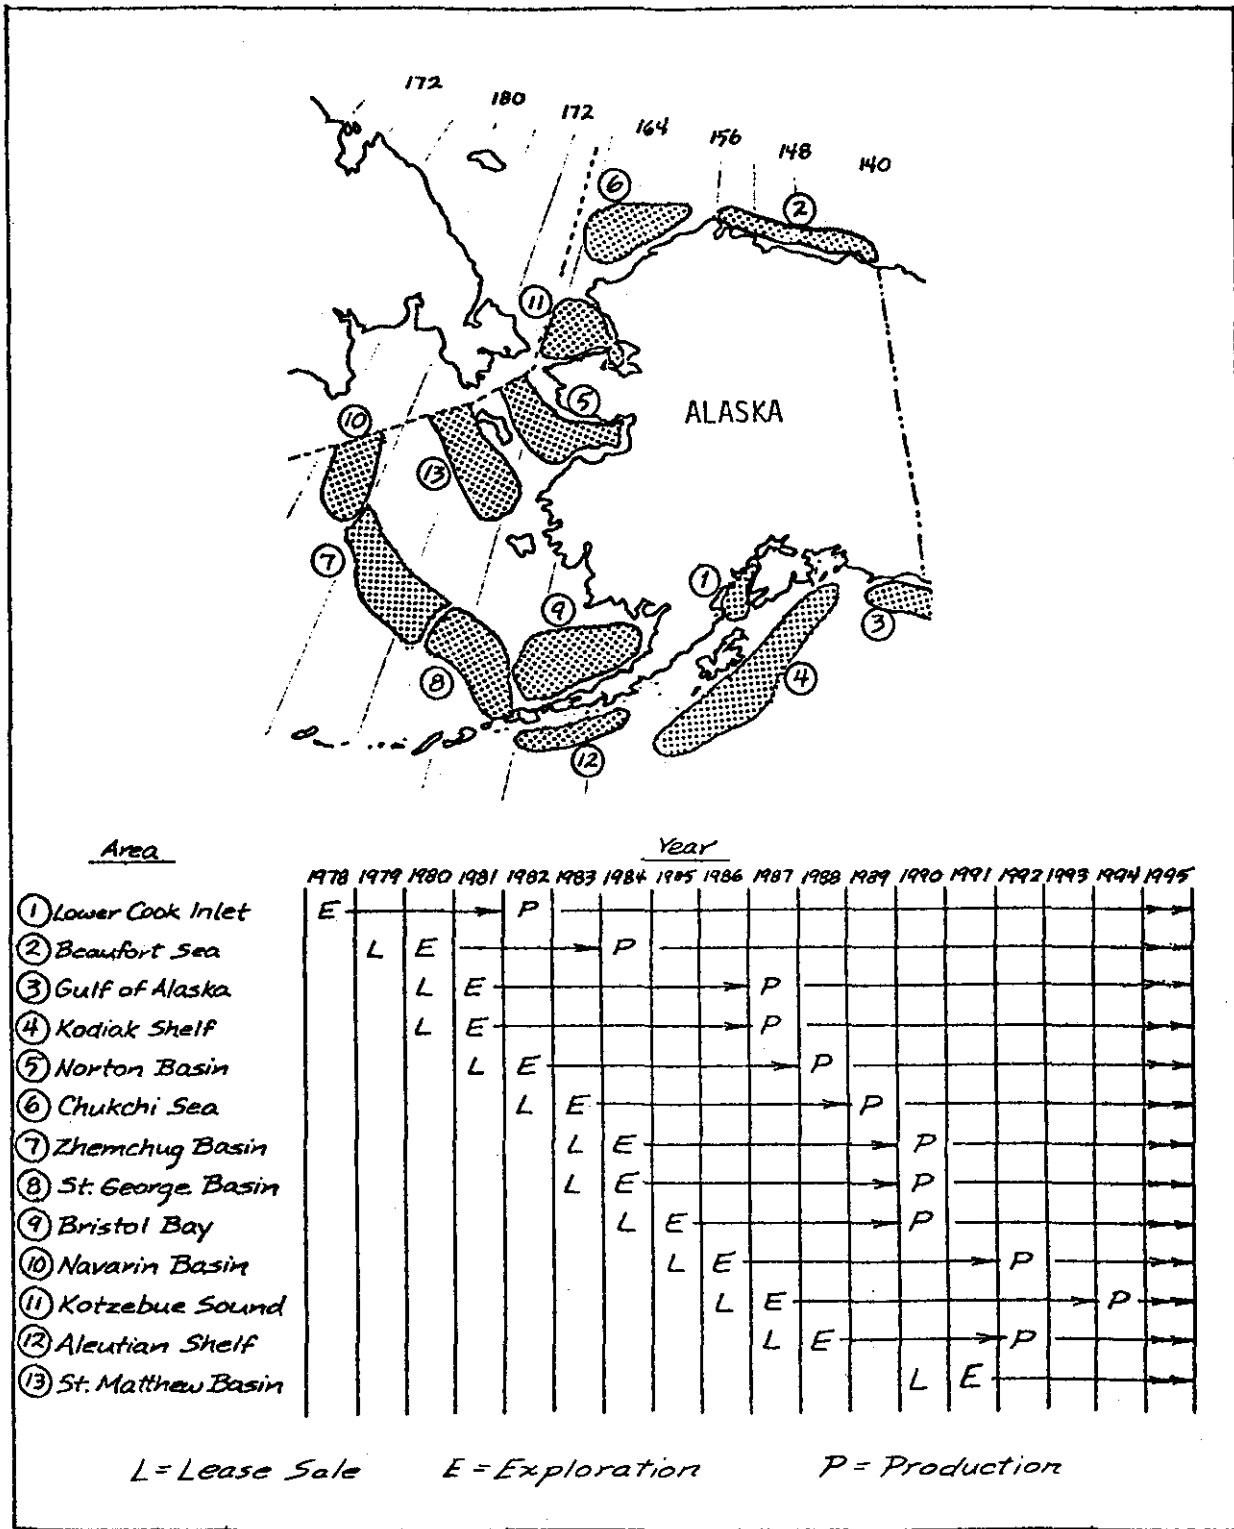 172
180
172
164
156
148
140
6
2
11
5
ALASKA
10
13
7
1
9
3
8
4
12
Area
Year
1978 1979 1980 1981 1982 1983 1984 1985 1986 1987 1988 1989 1990 1991 1992 1993 1994 1995
1 Lower Cook Inlet E P
2 Beaufort Sea L E P
3 Gulf of Alaska L E P
4 Kodiak Shelf L E P
5 Norton Basin L E P
6 Chukchi Sea L E P
7 Zhemchug Basin L E P
8 St. George Basin L E P
9 Bristol Bay L E P
10 Navarin Basin L E P
11 Kotzebue Sound L E P
12 Aleutian Shelf L E P
13 St. Matthew Basin L E
L = Lease Sale E = Exploration P = Production